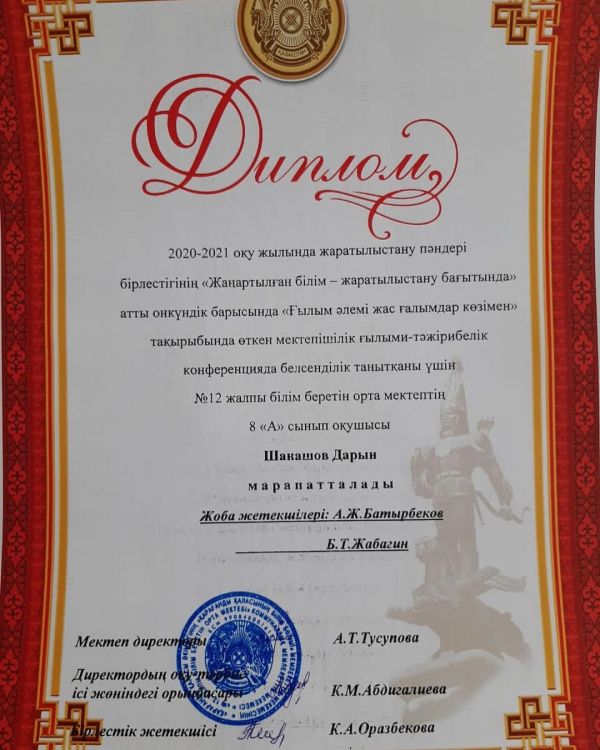 ҚАЗАҚСТАН
Диплом
2020-2021 оқу жылында жаратылыстану пәндері
бірлестігінің «Жаңартылған білім – жаратылыстану бағытында»
атты онкүндік барысында «Ғылым әлемі жас ғалымдар көзімен»
тақырыбында өткен мектепішілік ғылыми-тәжірибелік
конференцияда белсенділік танытқаны үшін
№12 жалпы білім беретін орта мектептің
8 «А» сынып оқушысы
Шанашов Дарын
марапатталады
Жоба жетекшілері: А.Ж.Батырбеков
Б.Т.Жабагин
Мектеп директоры А.Т.Тусупова
Директордың оқу-тәрбие
ісі жөніндегі орынбасары К.М.Абдигалиева
Бірлестік жетекшісі К.А.Оразбекова